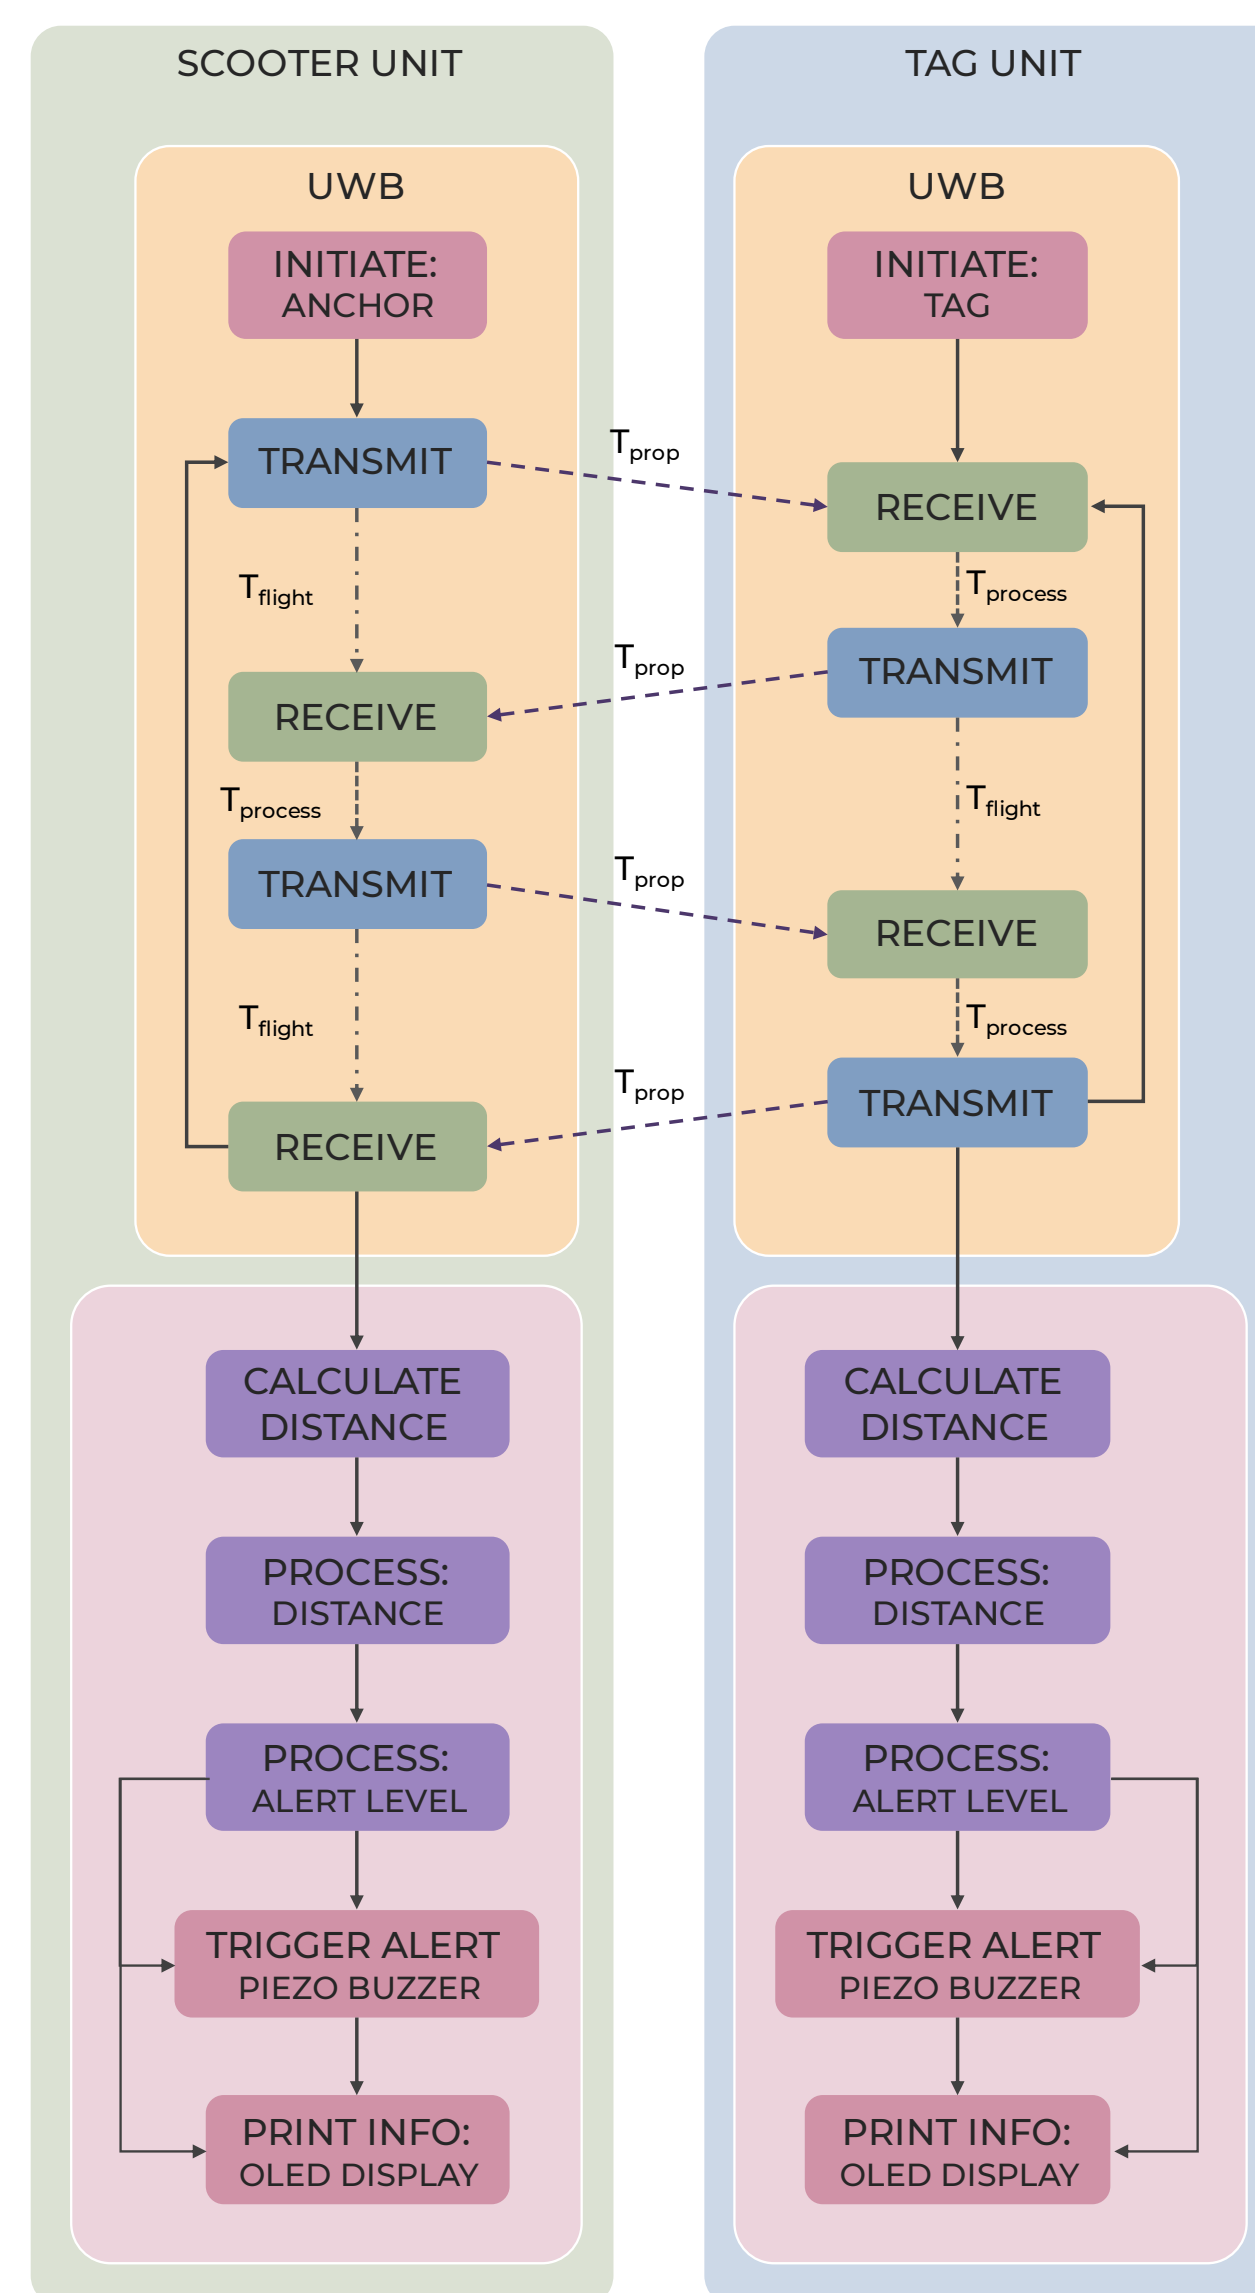 SCOOTER UNIT
UWB
INITIATE:
ANCHOR
TRANSMIT
Tflight
RECEIVE
Tprocess
TRANSMIT
Tflight
RECEIVE
CALCULATE
DISTANCE
PROCESS:
DISTANCE
PROCESS:
ALERT LEVEL
TRIGGER ALERT
PIEZO BUZZER
PRINT INFO:
OLED DISPLAY
Tprop
Tprop
Tprop
Tprop
TAG UNIT
UWB
INITIATE:
TAG
RECEIVE
Tprocess
TRANSMIT
Tflight
RECEIVE
Tprocess
TRANSMIT
CALCULATE
DISTANCE
PROCESS:
DISTANCE
PROCESS:
ALERT LEVEL
TRIGGER ALERT
PIEZO BUZZER
PRINT INFO:
OLED DISPLAY